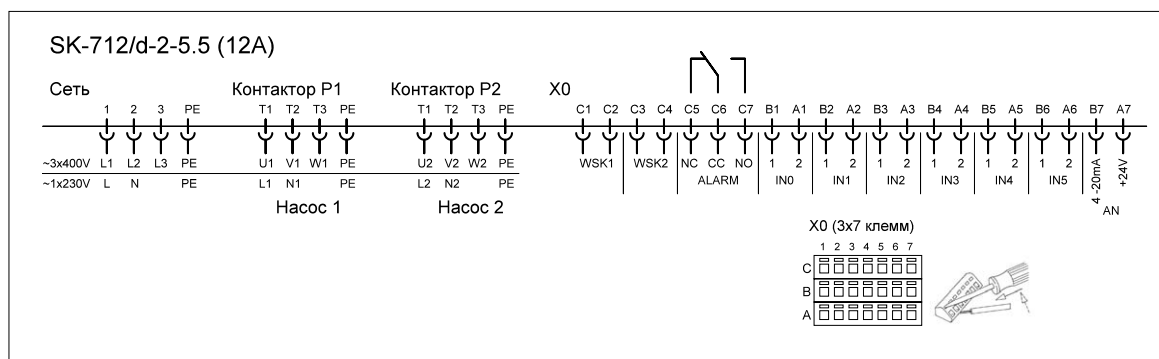 SK-712/d-2-5.5 (12A)
Сеть Контактор P1 Контактор P2 X0
1 2 3 PE T1 T2 T3 PE T1 T2 T3 PE C1 C2 C3 C4 C5 C6 C7 B1 A1 B2 A2 B3 A3 B4 A4 B5 A5 B6 A6 B7 A7
~3x400V L1 L2 L3 PE U1 V1 W1 PE U2 V2 W2 PE WSK1 WSK2 NC CC NO 1 2 1 2 1 2 1 2 1 2 1 2 4 -20mA +24V
~1x230V L N PE L1 N1 PE L2 N2 PE ALARM IN0 IN1 IN2 IN3 IN4 IN5 AN
Насос 1 Насос 2
X0 (3x7 клемм)
1 2 3 4 5 6 7
C
B
A